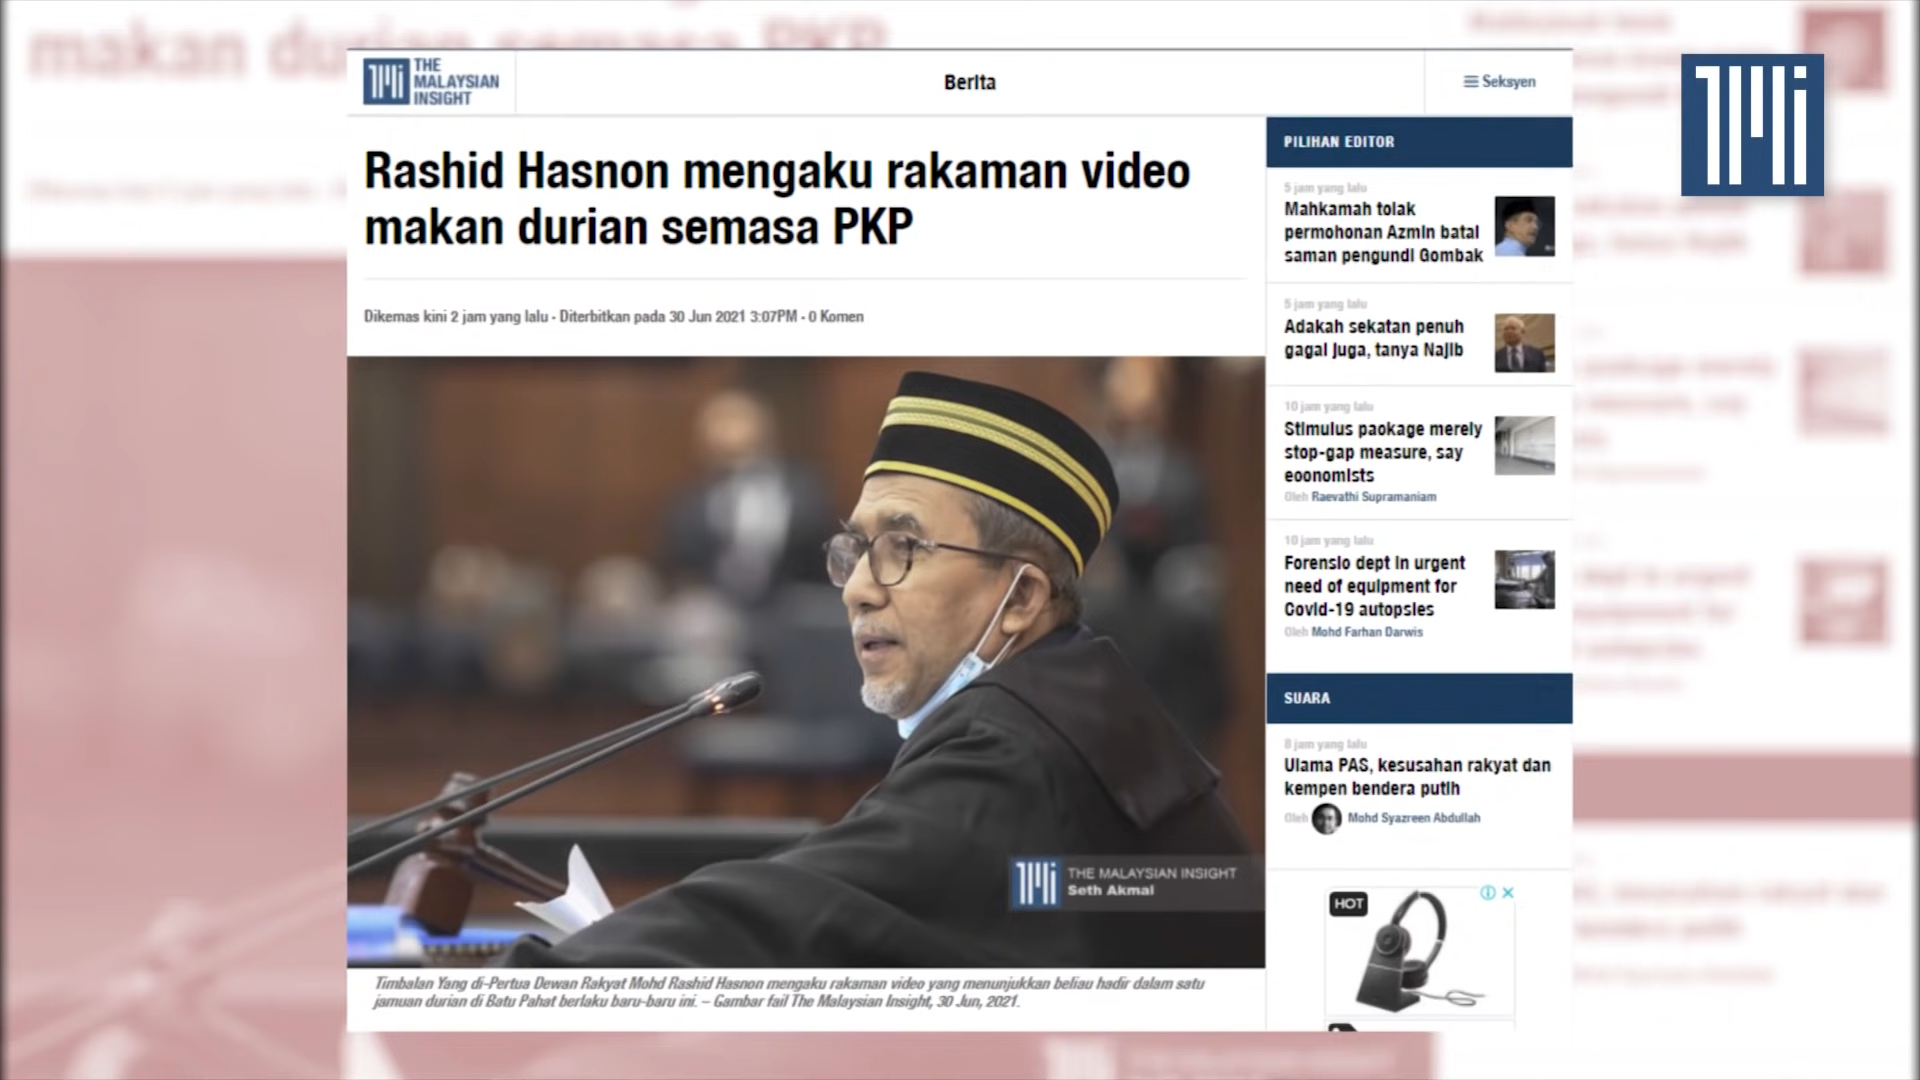 makan durian semasa PKP
THE
MALAYSIAN
INSIGHT
Berita
Seksyen
Rashid Hasnon mengaku rakaman video
makan durian semasa PKP
Dikemas kini 2 jam yang lalu · Diterbitkan pada 30 Jun 2021 3:07PM · 0 Komen
THE MALAYSIAN INSIGHT
Seth Akmal
Timbalan Yang di-Pertua Dewan Rakyat Mohd Rashid Hasnon mengaku rakaman video yang menunjukkan beliau hadir dalam satu
jamuan durian di Batu Pahat berlaku baru-baru ini. – Gambar fail The Malaysian Insight, 30 Jun, 2021.
PILIHAN EDITOR
5 jam yang lalu
Mahkamah tolak
permohonan Azmin batal
saman pengundi Gombak
5 jam yang lalu
Adakah sekatan penuh
gagal juga, tanya Najib
10 jam yang lalu
Stimulus package merely
stop-gap measure, say
economists
Oleh Raevathi Supramaniam
10 jam yang lalu
Forensic dept in urgent
need of equipment for
Covid-19 autopsies
Oleh Mohd Farhan Darwis
SUARA
8 jam yang lalu
Ulama PAS, kesusahan rakyat dan
kempen bendera putih
Oleh Mohd Syazreen Abdullah
HOT